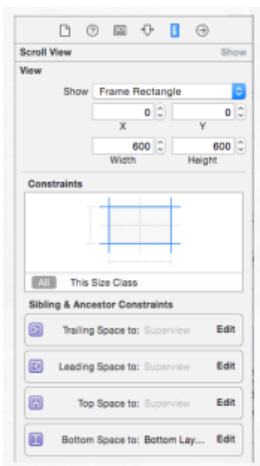 Scroll View Show
View
Show Frame Rectangle
0 0
X Y
600 600
Width Height
Constraints
All This Size Class
Sibling & Ancestor Constraints
Trailing Space to: Superview Edit
Leading Space to: Superview Edit
Top Space to: Superview Edit
Bottom Space to: Bottom Lay... Edit